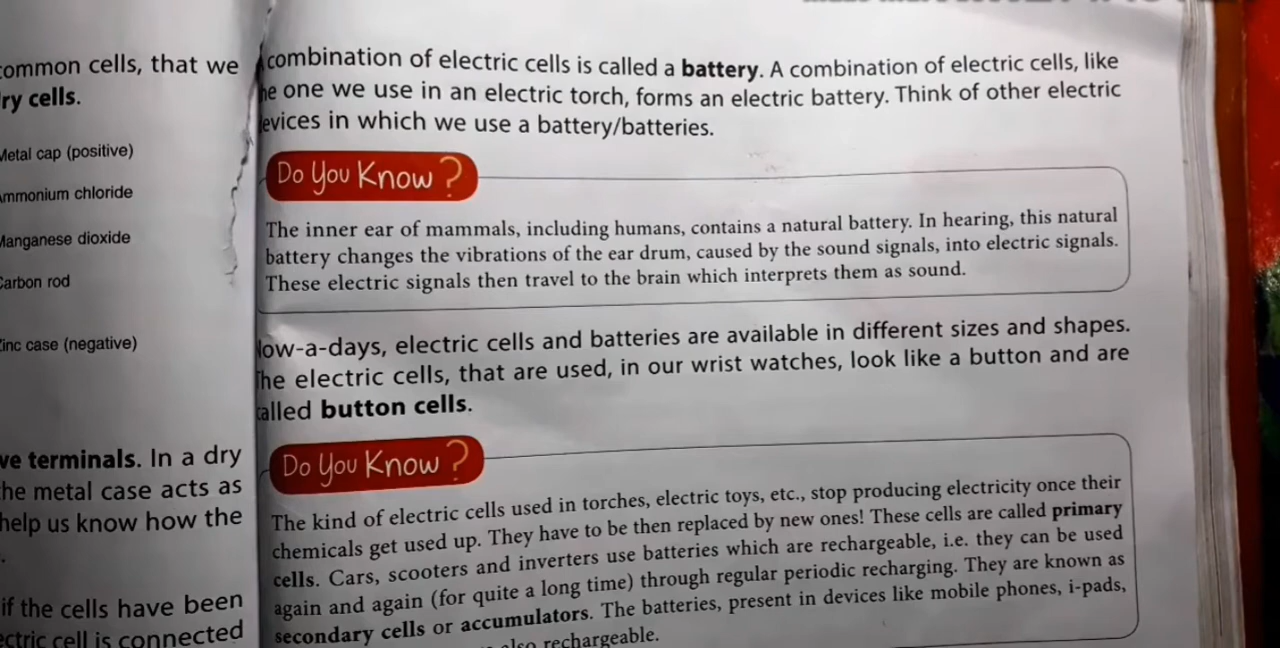 common cells, that we
dry cells.
Metal cap (positive)
Ammonium chloride
Manganese dioxide
Carbon rod
Zinc case (negative)
ve terminals. In a dry
he metal case acts as
help us know how the
.
if the cells have been
ectric cell is connected
combination of electric cells is called a battery. A combination of electric cells, like
he one we use in an electric torch, forms an electric battery. Think of other electric
evices in which we use a battery/batteries.
Do You Know ?
The inner ear of mammals, including humans, contains a natural battery. In hearing, this natural
battery changes the vibrations of the ear drum, caused by the sound signals, into electric signals.
These electric signals then travel to the brain which interprets them as sound.
Now-a-days, electric cells and batteries are available in different sizes and shapes.
The electric cells, that are used, in our wrist watches, look like a button and are
called button cells.
Do You Know ?
The kind of electric cells used in torches, electric toys, etc., stop producing electricity once their
chemicals get used up. They have to be then replaced by new ones! These cells are called primary
cells. Cars, scooters and inverters use batteries which are rechargeable, i.e. they can be used
again and again (for quite a long time) through regular periodic recharging. They are known as
secondary cells or accumulators. The batteries, present in devices like mobile phones, i-pads,
also rechargeable.